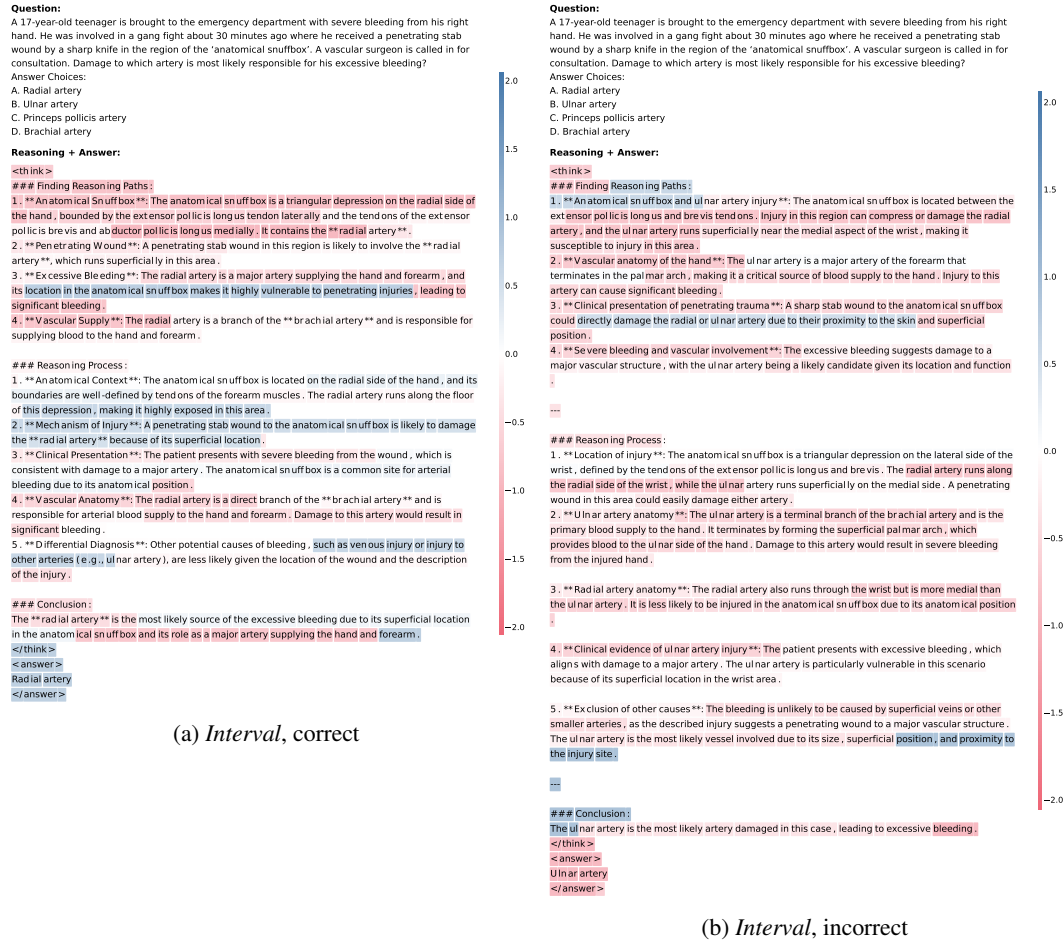 Question:
A 17-year-old teenager is brought to the emergency department with severe bleeding from his right
hand. He was involved in a gang fight about 30 minutes ago where he received a penetrating stab
wound by a sharp knife in the region of the ‘anatomical snuffbox’. A vascular surgeon is called in for
consultation. Damage to which artery is most likely responsible for his excessive bleeding?
Answer Choices:
A. Radial artery
B. Ulnar artery
C. Princeps pollicis artery
D. Brachial artery
Reasoning + Answer:
<think>
### Finding Reasoning Paths:
1. **Anatomical Snuffbox**: The anatomical snuffbox is a triangular depression on the radial side of
the hand, bounded by the extensor pollicis longus tendon laterally and the tendons of the extensor
pollicis brevis and abductor pollicis longus medially. It contains the **radial artery**.
2. **Penetrating Wound**: A penetrating stab wound in this region is likely to involve the **radial
artery**, which runs superficially in this area.
3. **Excessive Bleeding**: The radial artery is a major artery supplying the hand and forearm, and
its location in the anatomical snuffbox makes it highly vulnerable to penetrating injuries, leading to
significant bleeding.
4. **Vascular Supply**: The radial artery is a branch of the **brachial artery** and is responsible for
supplying blood to the hand and forearm.
### Reasoning Process:
1. **Anatomical Context**: The anatomical snuffbox is located on the radial side of the hand, and its
boundaries are well-defined by tendons of the forearm muscles. The radial artery runs along the floor
of this depression, making it highly exposed in this area.
2. **Mechanism of Injury**: A penetrating stab wound to the anatomical snuffbox is likely to damage
the **radial artery** because of its superficial location.
3. **Clinical Presentation**: The patient presents with severe bleeding from the wound, which is
consistent with damage to a major artery. The anatomical snuffbox is a common site for arterial
bleeding due to its anatomical position.
4. **Vascular Anatomy**: The radial artery is a direct branch of the **brachial artery** and is
responsible for arterial blood supply to the hand and forearm. Damage to this artery would result in
significant bleeding.
5. **Differential Diagnosis**: Other potential causes of bleeding, such as venous injury or injury to
other arteries (e.g., ulnar artery), are less likely given the location of the wound and the description
of the injury.
### Conclusion:
The **radial artery** is the most likely source of the excessive bleeding due to its superficial location
in the anatomical snuffbox and its role as a major artery supplying the hand and forearm.
</think>
<answer>
Radial artery
</answer>
2.0
1.5
1.0
0.5
0.0
−0.5
−1.0
−1.5
−2.0
(a) Interval, correct
Question:
A 17-year-old teenager is brought to the emergency department with severe bleeding from his right
hand. He was involved in a gang fight about 30 minutes ago where he received a penetrating stab
wound by a sharp knife in the region of the ‘anatomical snuffbox’. A vascular surgeon is called in for
consultation. Damage to which artery is most likely responsible for his excessive bleeding?
Answer Choices:
A. Radial artery
B. Ulnar artery
C. Princeps pollicis artery
D. Brachial artery
Reasoning + Answer:
<think>
### Finding Reasoning Paths:
1. **Anatomical Snuffbox and ulnar artery injury**: The anatomical snuffbox is located between the
extensor pollicis longus and brevis tendons. Injury in this region can compress or damage the radial
artery, and the ulnar artery runs superficially near the medial aspect of the wrist, making it
susceptible to injury in this area.
2. **Vascular anatomy of the hand**: The ulnar artery is a major artery of the forearm that
terminates in the palmar arch, making it a critical source of blood supply to the hand. Injury to this
artery can cause significant bleeding.
3. **Clinical presentation of penetrating trauma**: A sharp stab wound to the anatomical snuffbox
could directly damage the radial or ulnar artery due to their proximity to the skin and superficial
position.
4. **Severe bleeding and vascular involvement**: The excessive bleeding suggests damage to a
major vascular structure, with the ulnar artery being a likely candidate given its location and function
.
---
### Reasoning Process:
1. **Location of injury**: The anatomical snuffbox is a triangular depression on the lateral side of the
wrist, defined by the tendons of the extensor pollicis longus and brevis. The radial artery runs along
the radial side of the wrist, while the ulnar artery runs superficially on the medial side. A penetrating
wound in this area could easily damage either artery.
2. **Ulnar artery anatomy**: The ulnar artery is a terminal branch of the brachial artery and is the
primary blood supply to the hand. It terminates by forming the superficial palmar arch, which
provides blood to the ulnar side of the hand. Damage to this artery would result in severe bleeding
from the injured hand.
3. **Radial artery anatomy**: The radial artery also runs through the wrist but is more medial than
the ulnar artery. It is less likely to be injured in the anatomical snuffbox due to its anatomical position
.
4. **Clinical evidence of ulnar artery injury**: The patient presents with excessive bleeding, which
aligns with damage to a major artery. The ulnar artery is particularly vulnerable in this scenario
because of its superficial location in the wrist area.
5. **Exclusion of other causes**: The bleeding is unlikely to be caused by superficial veins or other
smaller arteries, as the described injury suggests a penetrating wound to a major vascular structure.
The ulnar artery is the most likely vessel involved due to its size, superficial position, and proximity to
the injury site.
---
### Conclusion:
The ulnar artery is the most likely artery damaged in this case, leading to excessive bleeding.
</think>
<answer>
Ulnar artery
</answer>
2.0
1.5
1.0
0.5
0.0
−0.5
−1.0
−1.5
−2.0
(b) Interval, incorrect